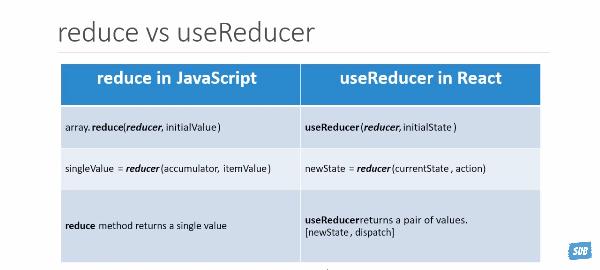 reduce vs useReducer
reduce in JavaScript
useReducer in React
array.reduce(reducer, initialValue)
useReducer(reducer, initialState)
singleValue = reducer(accumulator, itemValue)
newState = reducer(currentState, action)
reduce method returns a single value
useReducerreturns a pair of values.
[newState, dispatch]
SUB